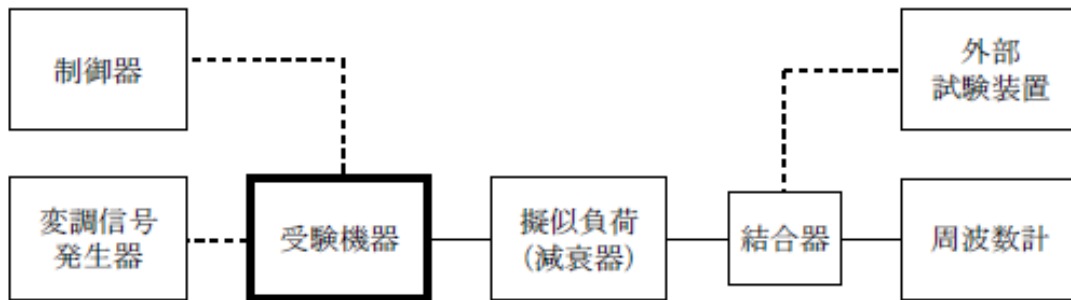 制御器
外部
試験装置
変調信号
発生器
受験機器
擬似負荷
(減衰器)
結合器
周波数計